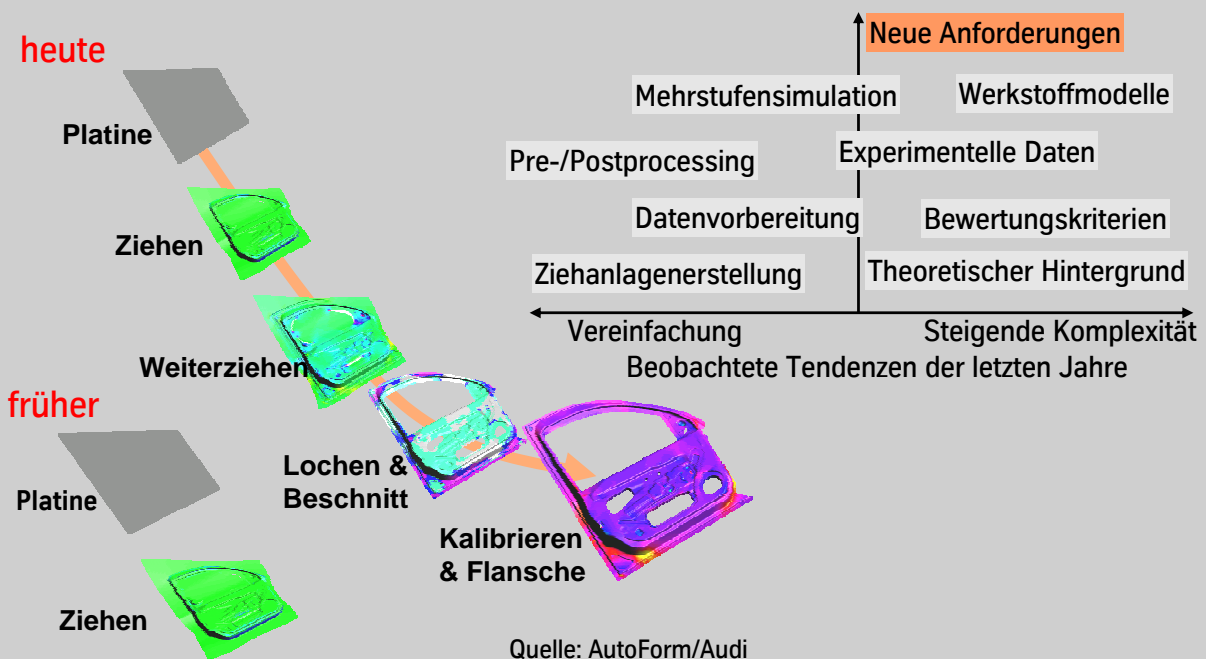 heute
Platine
Ziehen
Weiterziehen
Lochen &
Beschnitt
Kalibrieren
& Flansche
früher
Platine
Ziehen
Neue Anforderungen
Mehrstufensimulation
Werkstoffmodelle
Pre-/Postprocessing
Experimentelle Daten
Datenvorbereitung
Bewertungskriterien
Ziehanlagenerstellung
Theoretischer Hintergrund
Vereinfachung
Steigende Komplexität
Beobachtete Tendenzen der letzten Jahre
Quelle: AutoForm/Audi